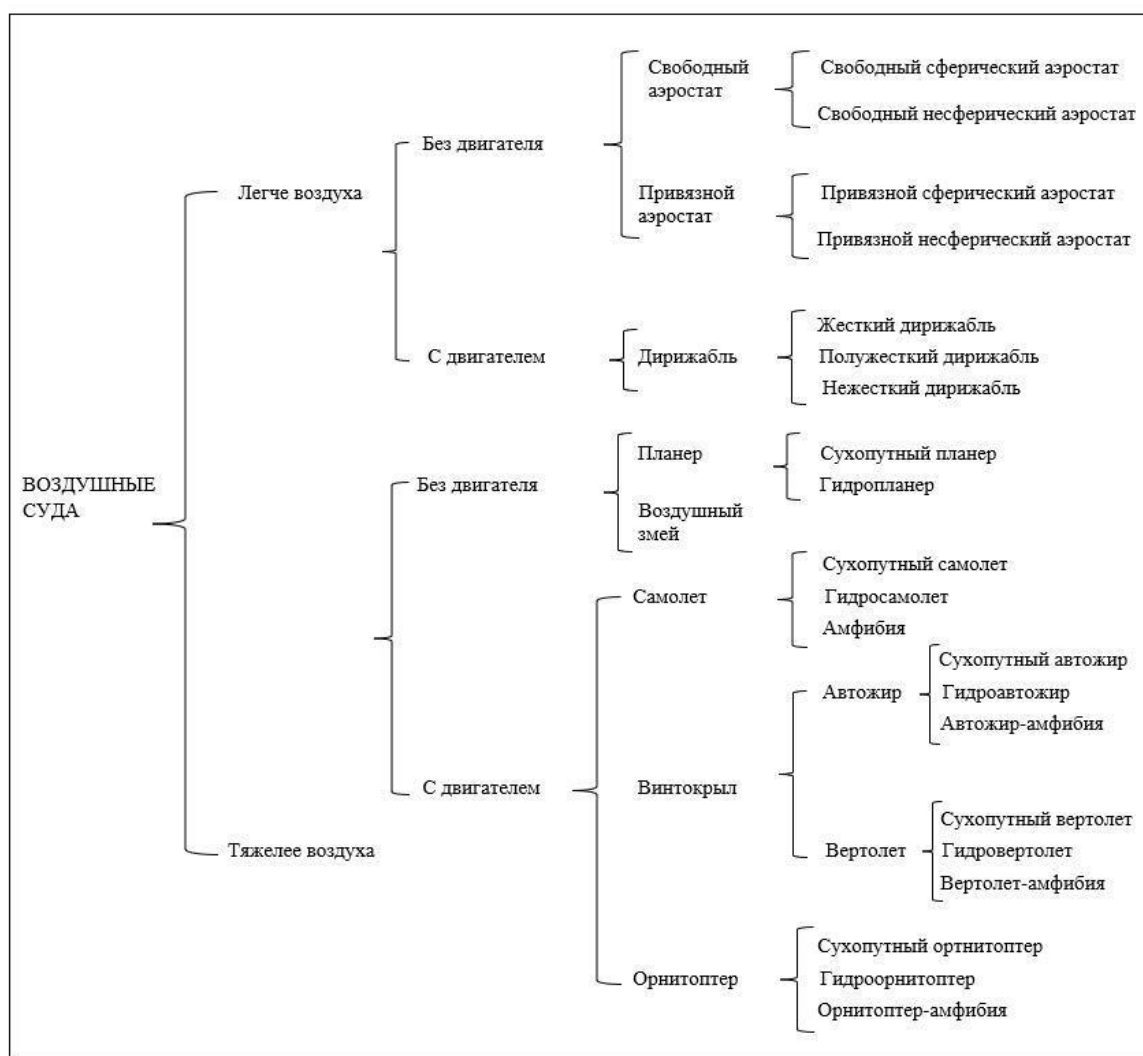 Свободный
аэростат
Свободный сферический аэростат
Свободный несферический аэростат
Без двигателя
Легче воздуха
Привязной
аэростат
Привязной сферический аэростат
Привязной несферический аэростат
С двигателем
Дирижабль
Жесткий дирижабль
Полужесткий дирижабль
Нежесткий дирижабль
ВОЗДУШНЫЕ
СУДА
Без двигателя
Планер
Сухопутный планер
Гидропланер
Воздушный
змей
Самолет
Сухопутный самолет
Гидросамолет
Амфибия
С двигателем
Винтокрыл
Автожир
Сухопутный автожир
Гидроавтожир
Автожир-амфибия
Тяжелее воздуха
Вертолет
Сухопутный вертолет
Гидровертолет
Вертолет-амфибия
Орнитоптер
Сухопутный ортнитоптер
Гидроорнитоптер
Орнитоптер-амфибия